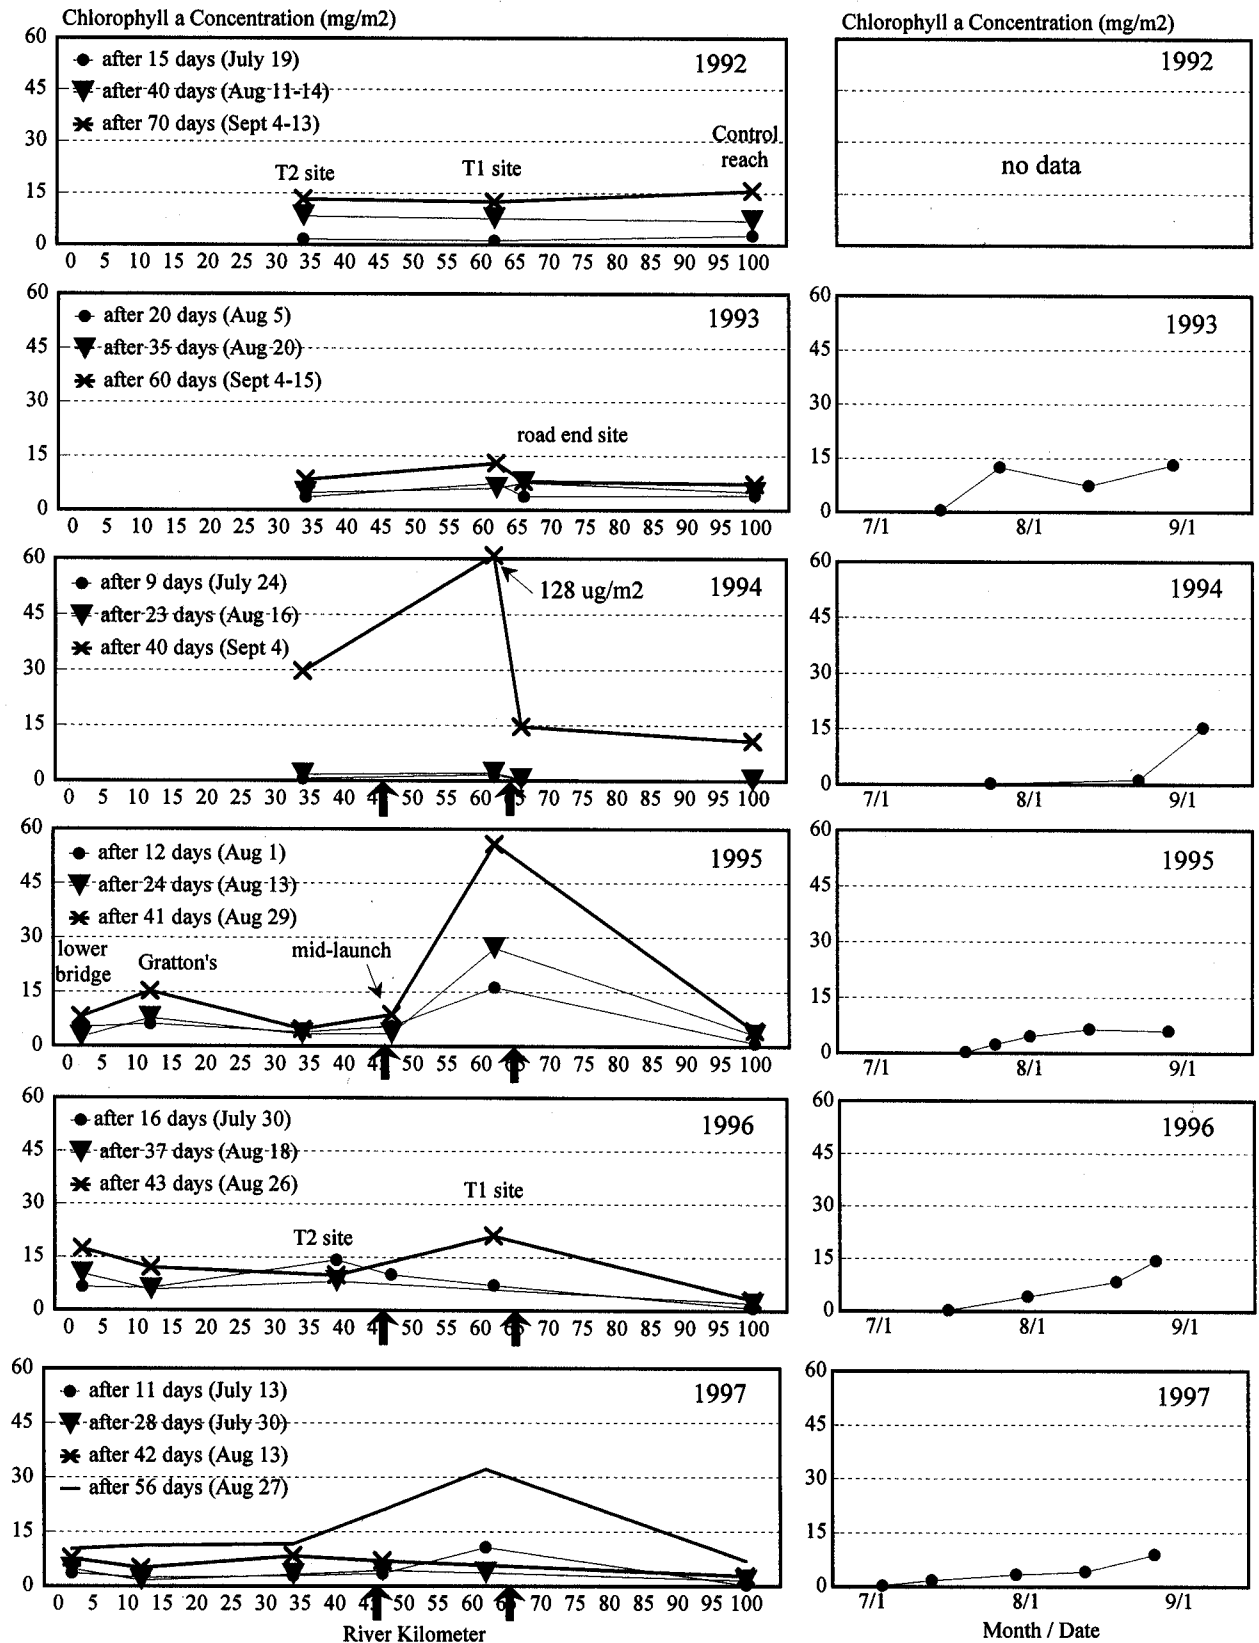 Chlorophyll a Concentration (mg/m2)
60
45
30
15
0
after 15 days (July 19)
after 40 days (Aug 11-14)
after 70 days (Sept 4-13)
1992
T2 site
T1 site
Control
reach
0 5 10 15 20 25 30 35 40 45 50 55 60 65 70 75 80 85 90 95 100
Chlorophyll a Concentration (mg/m2)
1992
no data
60
45
30
15
0
after 20 days (Aug 5)
after 35 days (Aug 20)
after 60 days (Sept 4-15)
1993
road end site
0 5 10 15 20 25 30 35 40 45 50 55 60 65 70 75 80 85 90 95 100
60
45
30
15
0
1993
7/1 8/1 9/1
60
45
30
15
0
after 9 days (July 24)
after 23 days (Aug 16)
after 40 days (Sept 4)
128 ug/m2
1994
0 5 10 15 20 25 30 35 40 45 50 55 60 70 75 80 85 90 95 100
60
45
30
15
0
1994
7/1 8/1 9/1
60
45
30
15
0
after 12 days (Aug 1)
after 24 days (Aug 13)
after 41 days (Aug 29)
1995
lower
bridge
Gratton's
mid-launch
0 5 10 15 20 25 30 35 40 50 55 60 70 75 80 85 90 95 100
60
45
30
15
0
1995
7/1 8/1 9/1
60
45
30
15
0
after 16 days (July 30)
after 37 days (Aug 18)
after 43 days (Aug 26)
1996
T2 site
T1 site
0 5 10 15 20 25 30 35 40 45 50 55 60 70 75 80 85 90 95 100
60
45
30
15
0
1996
7/1 8/1 9/1
60
45
30
15
0
after 11 days (July 13)
after 28 days (July 30)
after 42 days (Aug 13)
after 56 days (Aug 27)
1997
0 5 10 15 20 25 30 35 40 50 55 60 70 75 80 85 90 95 100
River Kilometer
60
45
30
15
0
1997
7/1 8/1 9/1
Month / Date